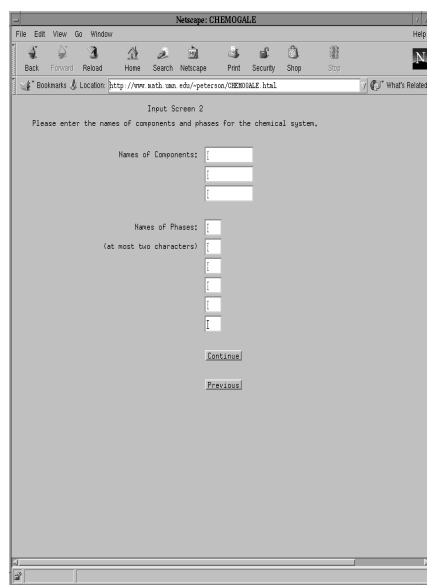 Netscape: CHEMOGALE
File Edit View Go Window Help
Back Forward Reload Home Search Netscape Print Security Shop Stop
N
Bookmarks Location: http://www.math.umn.edu/~peterson/CHEMOGALE.html What's Related
Input Screen 2
Please enter the names of components and phases for the chemical system.
Names of Components:
Names of Phases:
(at most two characters)
Continue
Previous